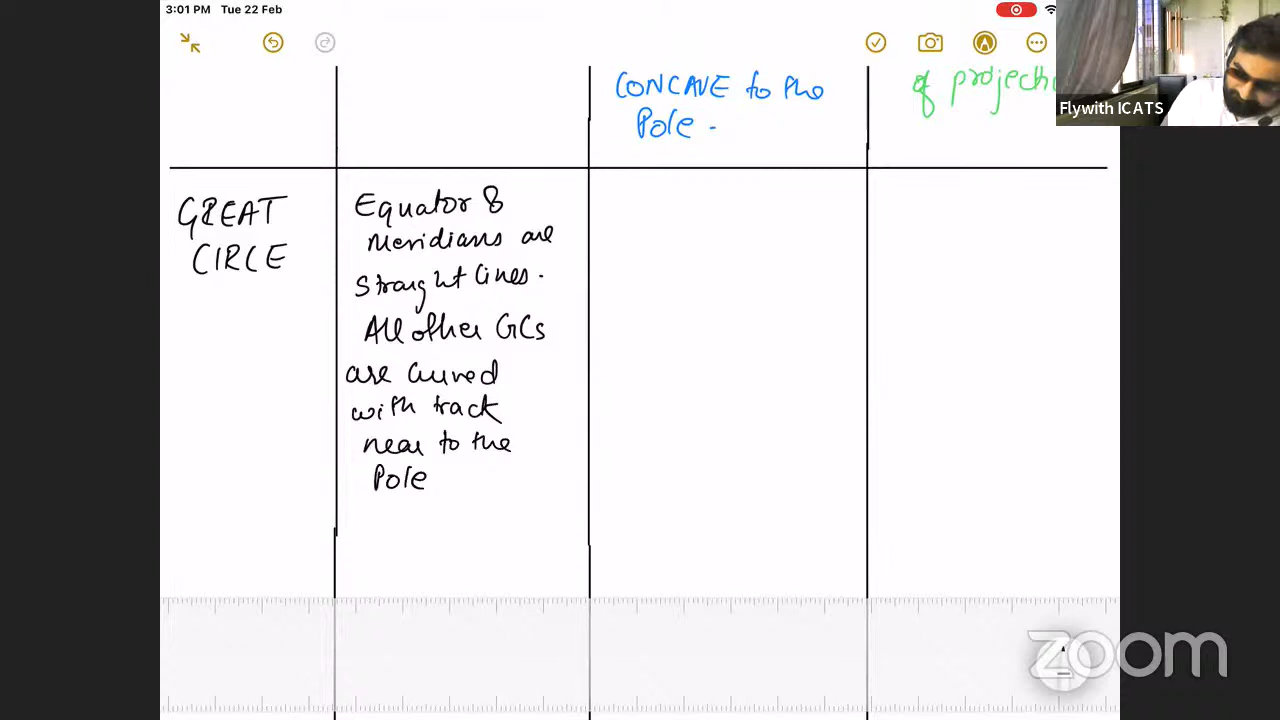 3:01 PM Tue 22 Feb
CONCAVE to the
Pole .
of projecti
Flywith ICATS
GREAT
CIRCLE
Equator &
Meridians are
straight lines.
All other GCs
are curved
with track
near to the
Pole
zoom